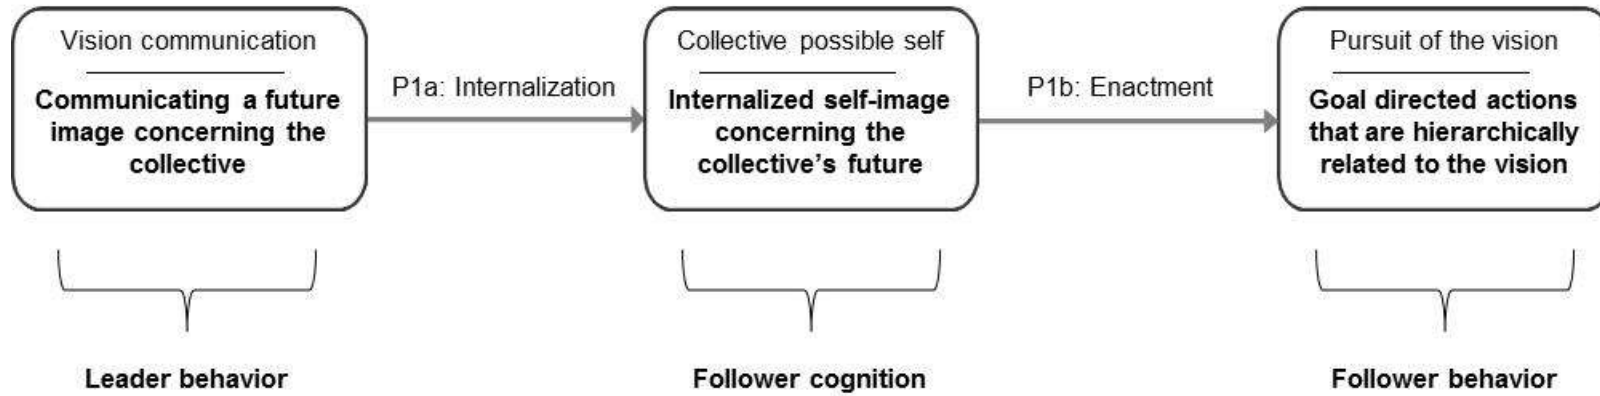 Vision communication
Communicating a future
image concerning the
collective
P1a: Internalization
Collective possible self
Internalized self-image
concerning the
collective’s future
P1b: Enactment
Pursuit of the vision
Goal directed actions
that are hierarchically
related to the vision
Leader behavior
Follower cognition
Follower behavior